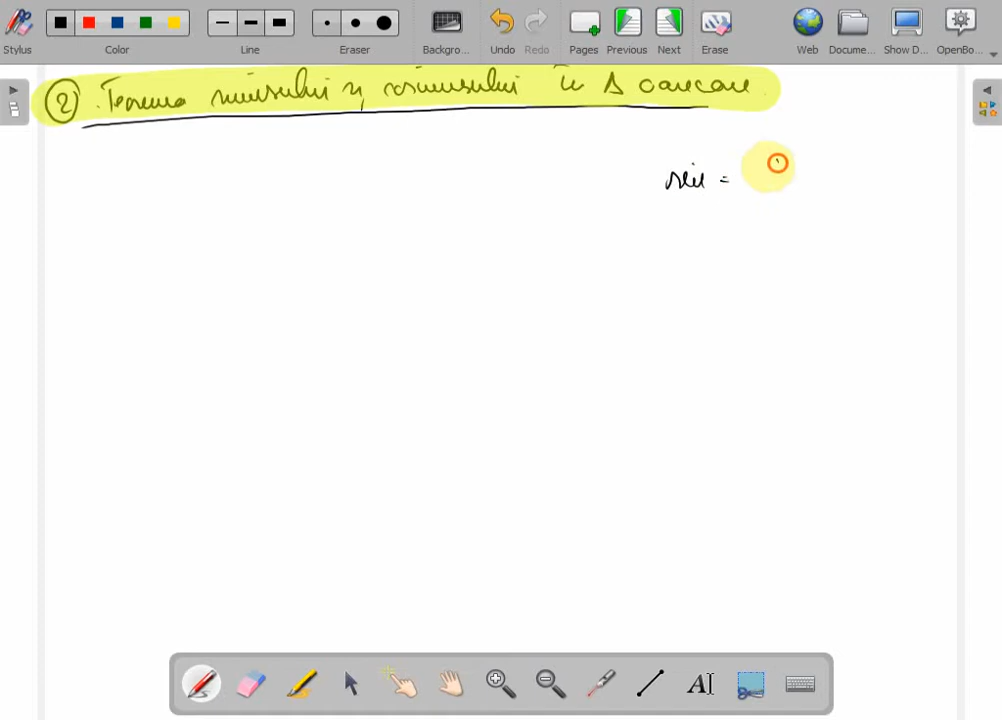 Stylus Color Line Eraser Backgro... Undo Redo Pages Previous Next Erase Web Docume... Show D... OpenBo...
② . Teorema sinusului și cosinusului în Δ oarecare.
sin =
A